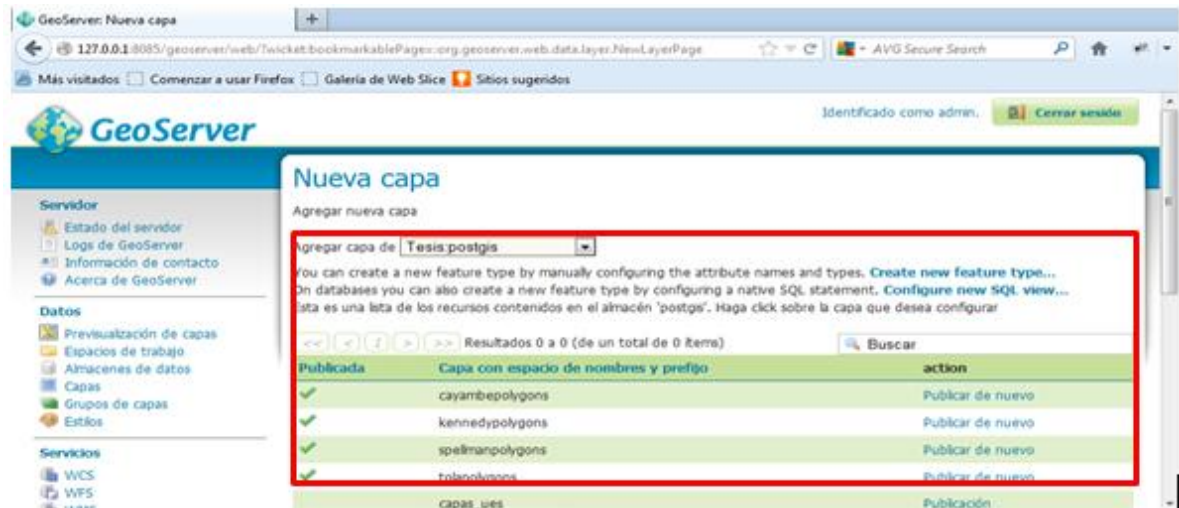 GeoServer: Nueva capa
127.0.0.1:8085/geoserver/web/?wicket:bookmarkablePage=:org.geoserver.web.data.layer.NewLayerPage
AVG Secure Search
Más visitados
Comenzar a usar Firefox
Galería de Web Slice
Sitios sugeridos
GeoServer
Identificado como admin.
Cerrar sesión
Servidor
Estado del servidor
Logs de GeoServer
Información de contacto
Acerca de GeoServer
Datos
Previsualización de capas
Espacios de trabajo
Almacenes de datos
Capas
Grupos de capas
Estilos
Servicios
WCS
WFS
Nueva capa
Agregar nueva capa
Agregar capa de Tesis:postgis
You can create a new feature type by manually configuring the attribute names and types. Create new feature type...
On databases you can also create a new feature type by configuring a native SQL statement. Configure new SQL view...
Esta es una lista de los recursos contenidos en el almacén 'postgis'. Haga click sobre la capa que desea configurar
<< < 1 > >> Resultados 0 a 0 (de un total de 0 ítems)
Buscar
Publicada Capa con espacio de nombres y prefijo action
cayambepolygons Publicar de nuevo
kennedypolygons Publicar de nuevo
spellmanpolygons Publicar de nuevo
tolapolygons Publicar de nuevo
capas_ues Publicación